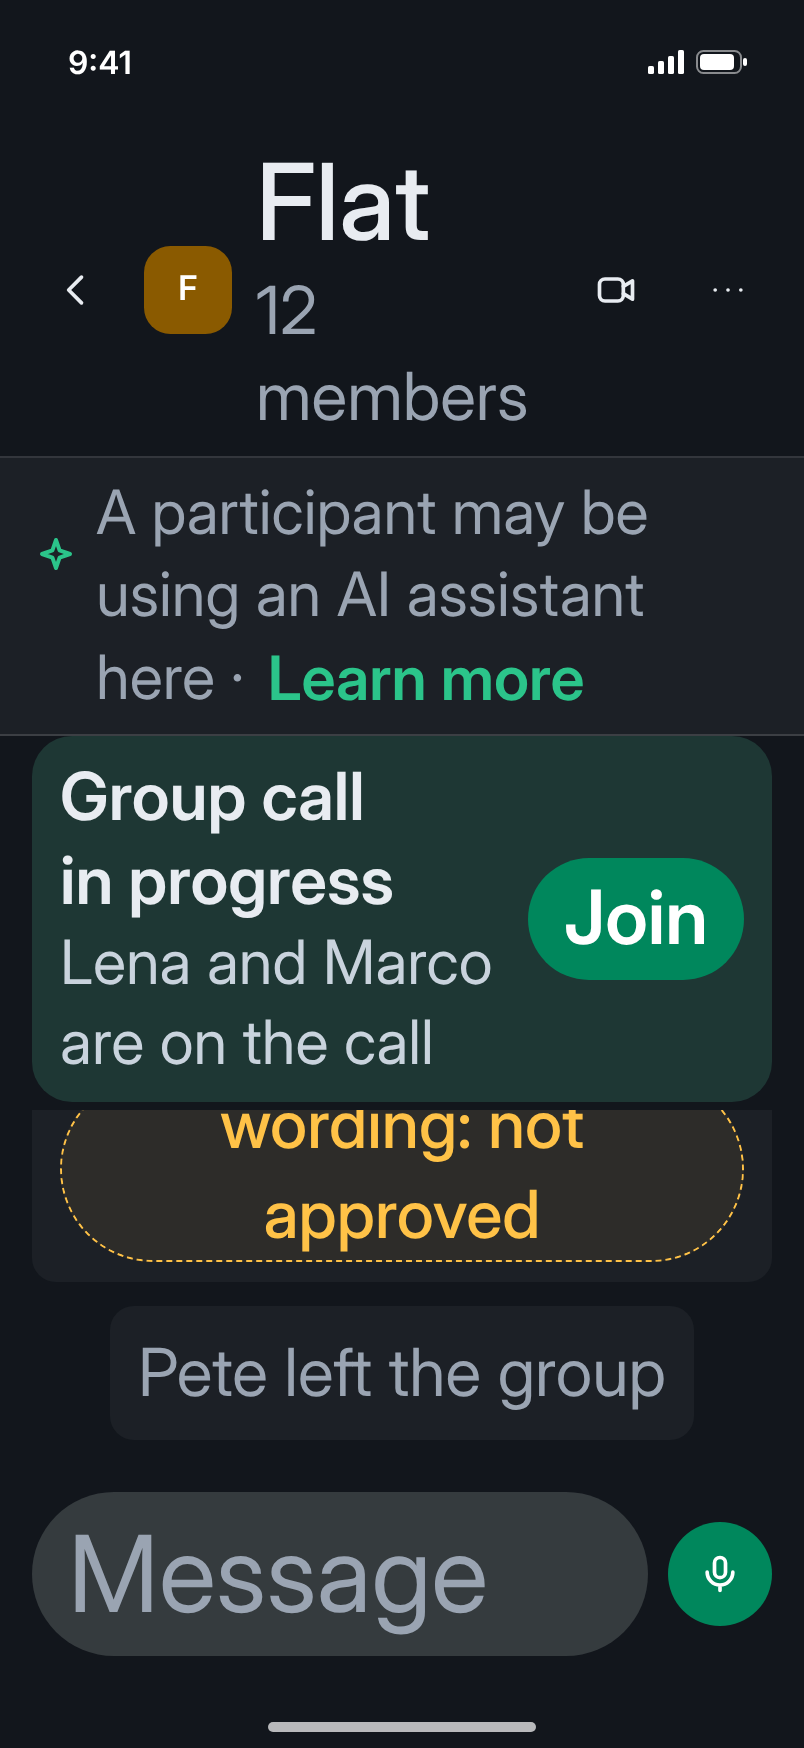 9:41
Flat
F
12
members
A participant may be
using an AI assistant
here · Learn more
Group call
in progress
Join
Lena and Marco
are on the call
wording: not
approved
Pete left the group
Message